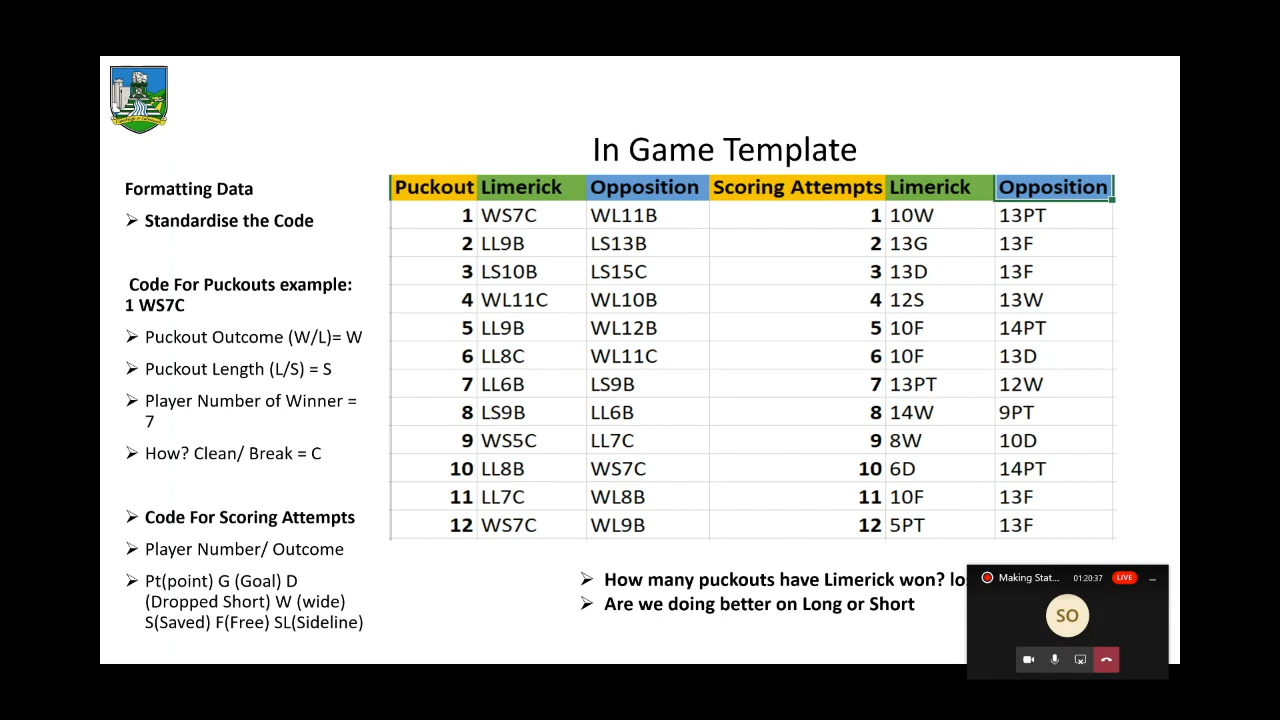 In Game Template
Formatting Data
Standardise the Code
Code For Puckouts example:
1 WS7C
Puckout Outcome (W/L)= W
Puckout Length (L/S) = S
Player Number of Winner =
7
How? Clean/ Break = C
Code For Scoring Attempts
Player Number/ Outcome
Pt(point) G (Goal) D
(Dropped Short) W (wide)
S(Saved) F(Free) SL(Sideline)
Puckout Limerick Opposition Scoring Attempts Limerick Opposition
1 WS7C WL11B 1 10W 13PT
2 LL9B LS13B 2 13G 13F
3 LS10B LS15C 3 13D 13F
4 WL11C WL10B 4 12S 13W
5 LL9B WL12B 5 10F 14PT
6 LL8C WL11C 6 10F 13D
7 LL6B LS9B 7 13PT 12W
8 LS9B LL6B 8 14W 9PT
9 WS5C LL7C 9 8W 10D
10 LL8B WS7C 10 6D 14PT
11 LL7C WL8B 11 10F 13F
12 WS7C WL9B 12 5PT 13F
How many puckouts have Limerick won?
Are we doing better on Long or Short
Making Stat... 01:20:37 LIVE
SO